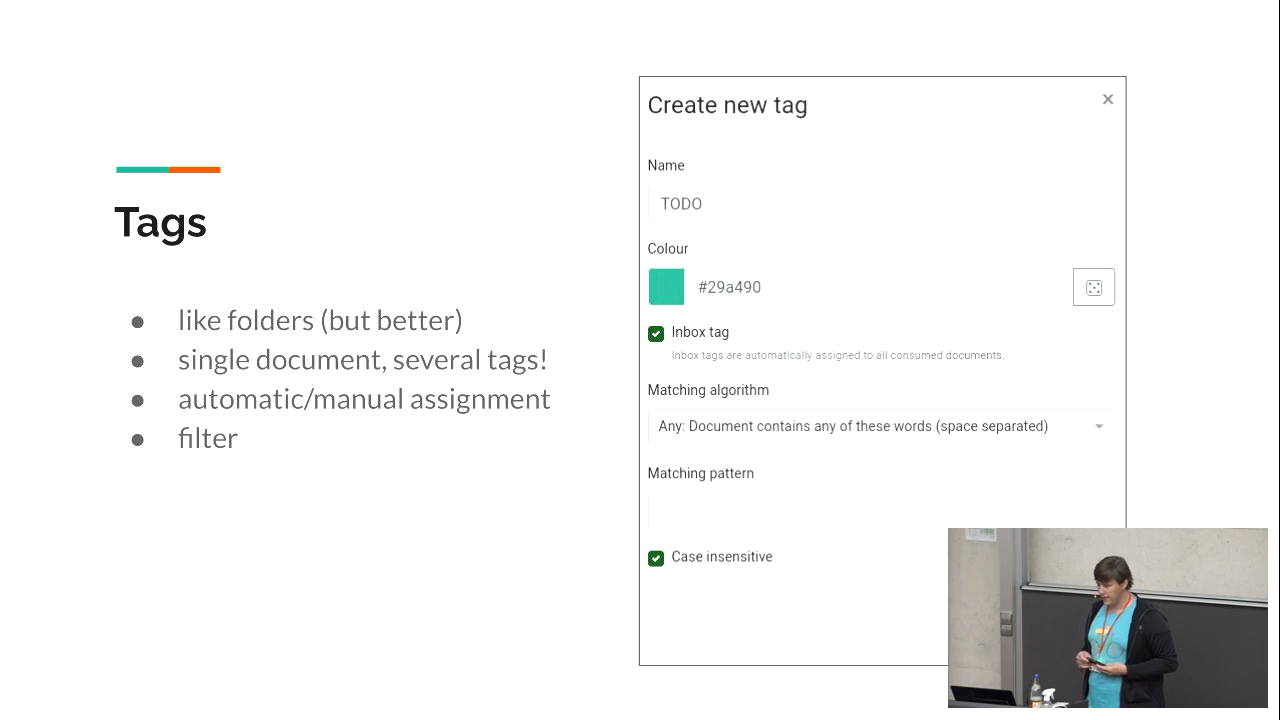 Tags
● like folders (but better)
● single document, several tags!
● automatic/manual assignment
● filter
Create new tag
×
Name
TODO
Colour
#29a490
Inbox tag
Inbox tags are automatically assigned to all consumed documents.
Matching algorithm
Any: Document contains any of these words (space separated)
Matching pattern
Case insensitive